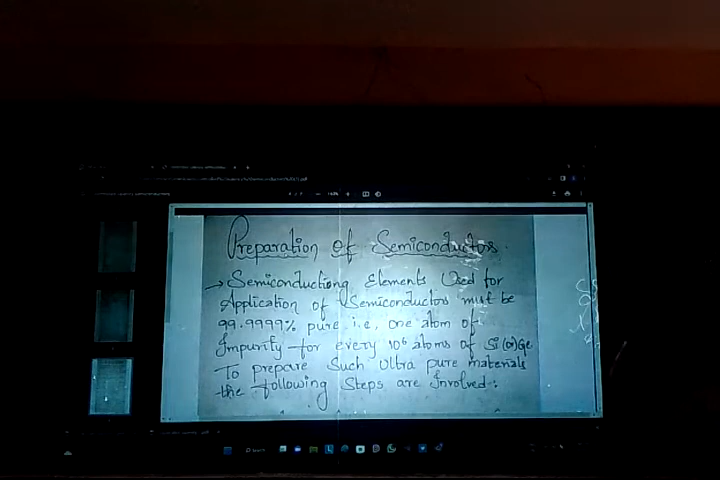 Preparation of Semiconductors.
→ Semiconducting Elements Used for
Application of Semiconductors must be
99.9999% pure i.e, one atom of
Impurity for every 10⁶ atoms of Si (or) Ge
To prepare Such Ultra pure materials
the following Steps are Involved: